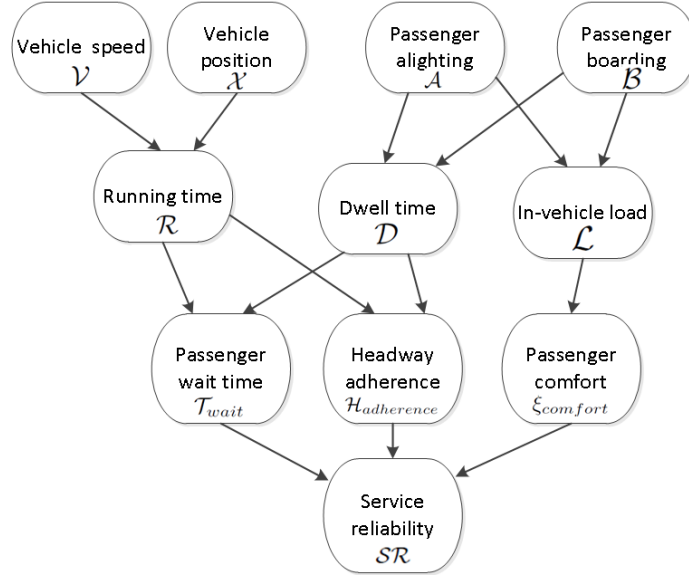 Vehicle speed
𝒱
Vehicle
position
𝒳
Passenger
alighting
𝒜
Passenger
boarding
ℬ
Running time
ℛ
Dwell time
𝒟
In-vehicle load
ℒ
Passenger
wait time
𝒯wait
Headway
adherence
ℋadherence
Passenger
comfort
ξcomfort
Service
reliability
𝒮ℛ